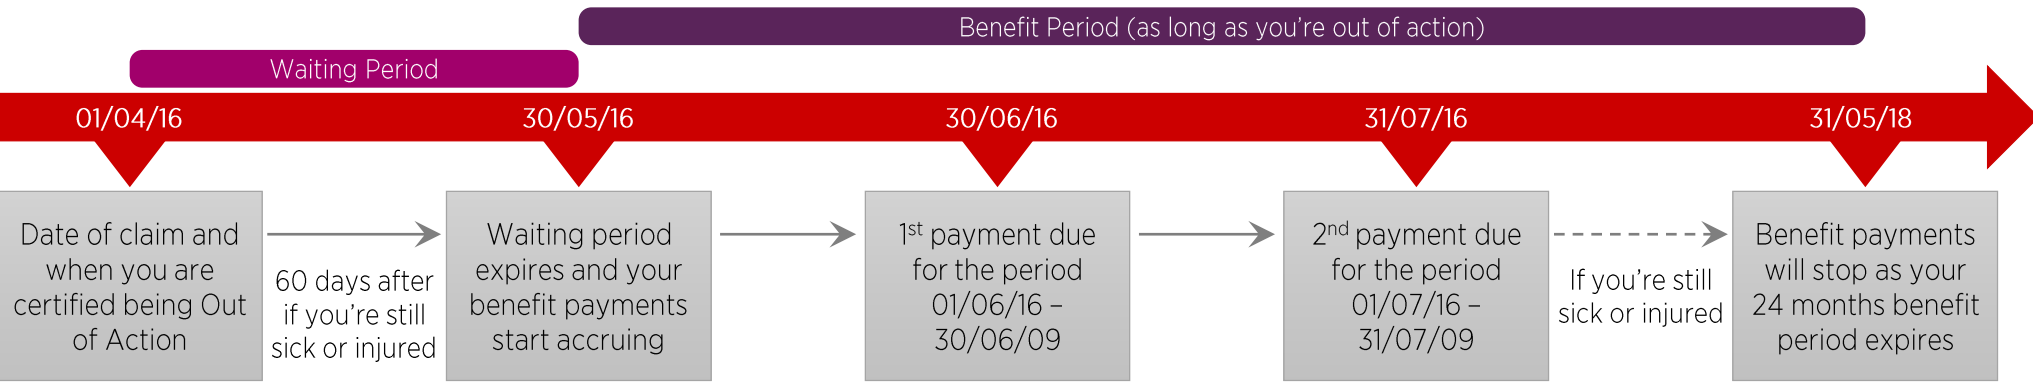 Benefit Period (as long as you're out of action)
Waiting Period
01/04/16
30/05/16
30/06/16
31/07/16
31/05/18
Date of claim and
when you are
certified being Out
of Action
60 days after
if you're still
sick or injured
Waiting period
expires and your
benefit payments
start accruing
1st payment due
for the period
01/06/16 –
30/06/09
2nd payment due
for the period
01/07/16 –
31/07/09
If you're still
sick or injured
Benefit payments
will stop as your
24 months benefit
period expires